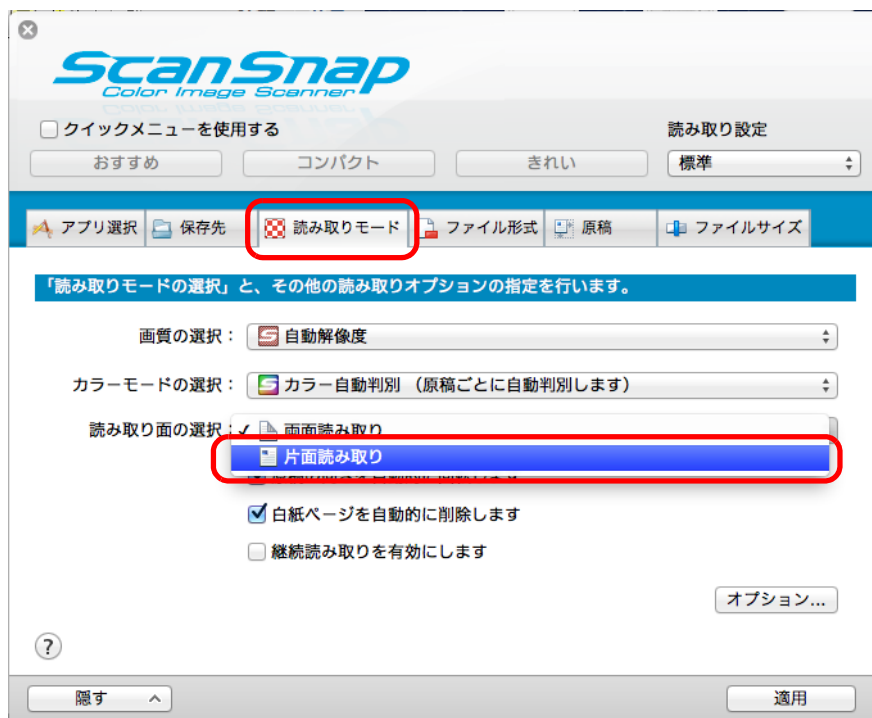 ScanSnap
Color Image Scanner
クイックメニューを使用する
読み取り設定
おすすめ
コンパクト
きれい
標準
アプリ選択
保存先
読み取りモード
ファイル形式
原稿
ファイルサイズ
「読み取りモードの選択」と、その他の読み取りオプションの指定を行います。
画質の選択：
自動解像度
カラーモードの選択：
カラー自動判別 （原稿ごとに自動判別します）
読み取り面の選択：
両面読み取り
片面読み取り
白紙ページを自動的に削除します
継続読み取りを有効にします
オプション...
?
隠す
適用